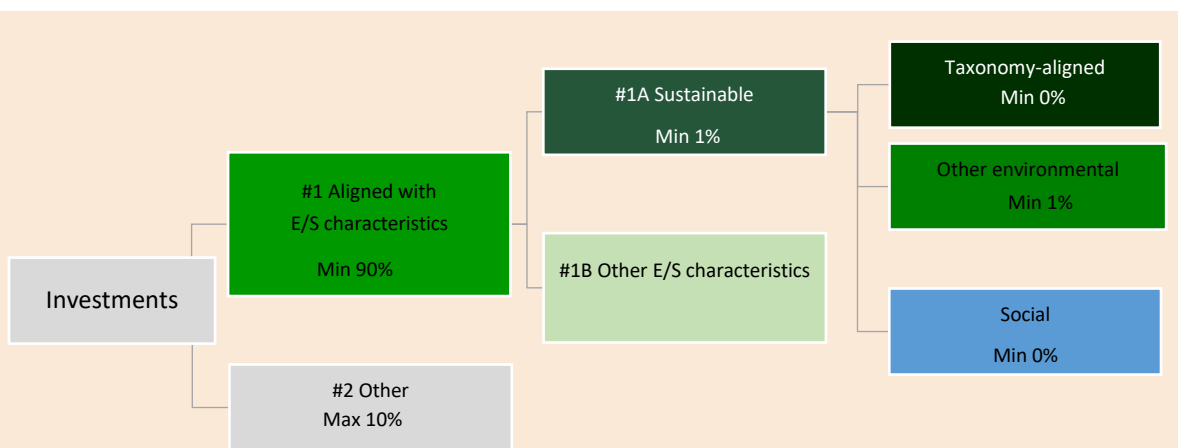 Investments
#1 Aligned with
E/S characteristics
Min 90%
#2 Other
Max 10%
#1A Sustainable
Min 1%
#1B Other E/S characteristics
Taxonomy-aligned
Min 0%
Other environmental
Min 1%
Social
Min 0%